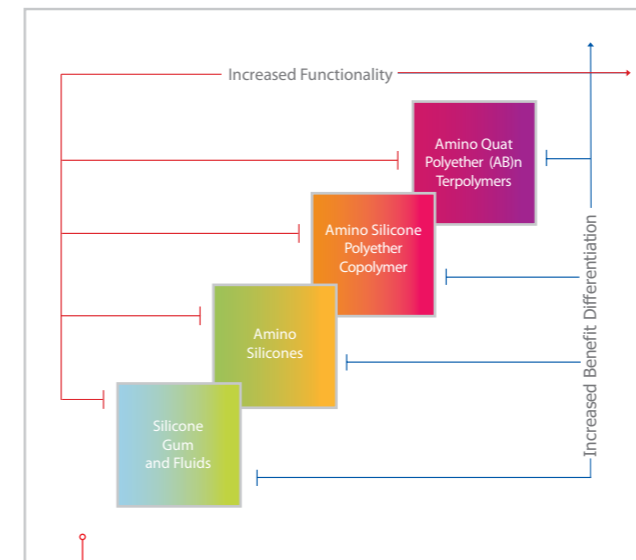 Increased Functionality
Amino Quat
Polyether (AB)n
Terpolymers
Amino Silicone
Polyether
Copolymer
Amino
Silicones
Silicone
Gum
and Fluids
Increased Benefit Differentiation